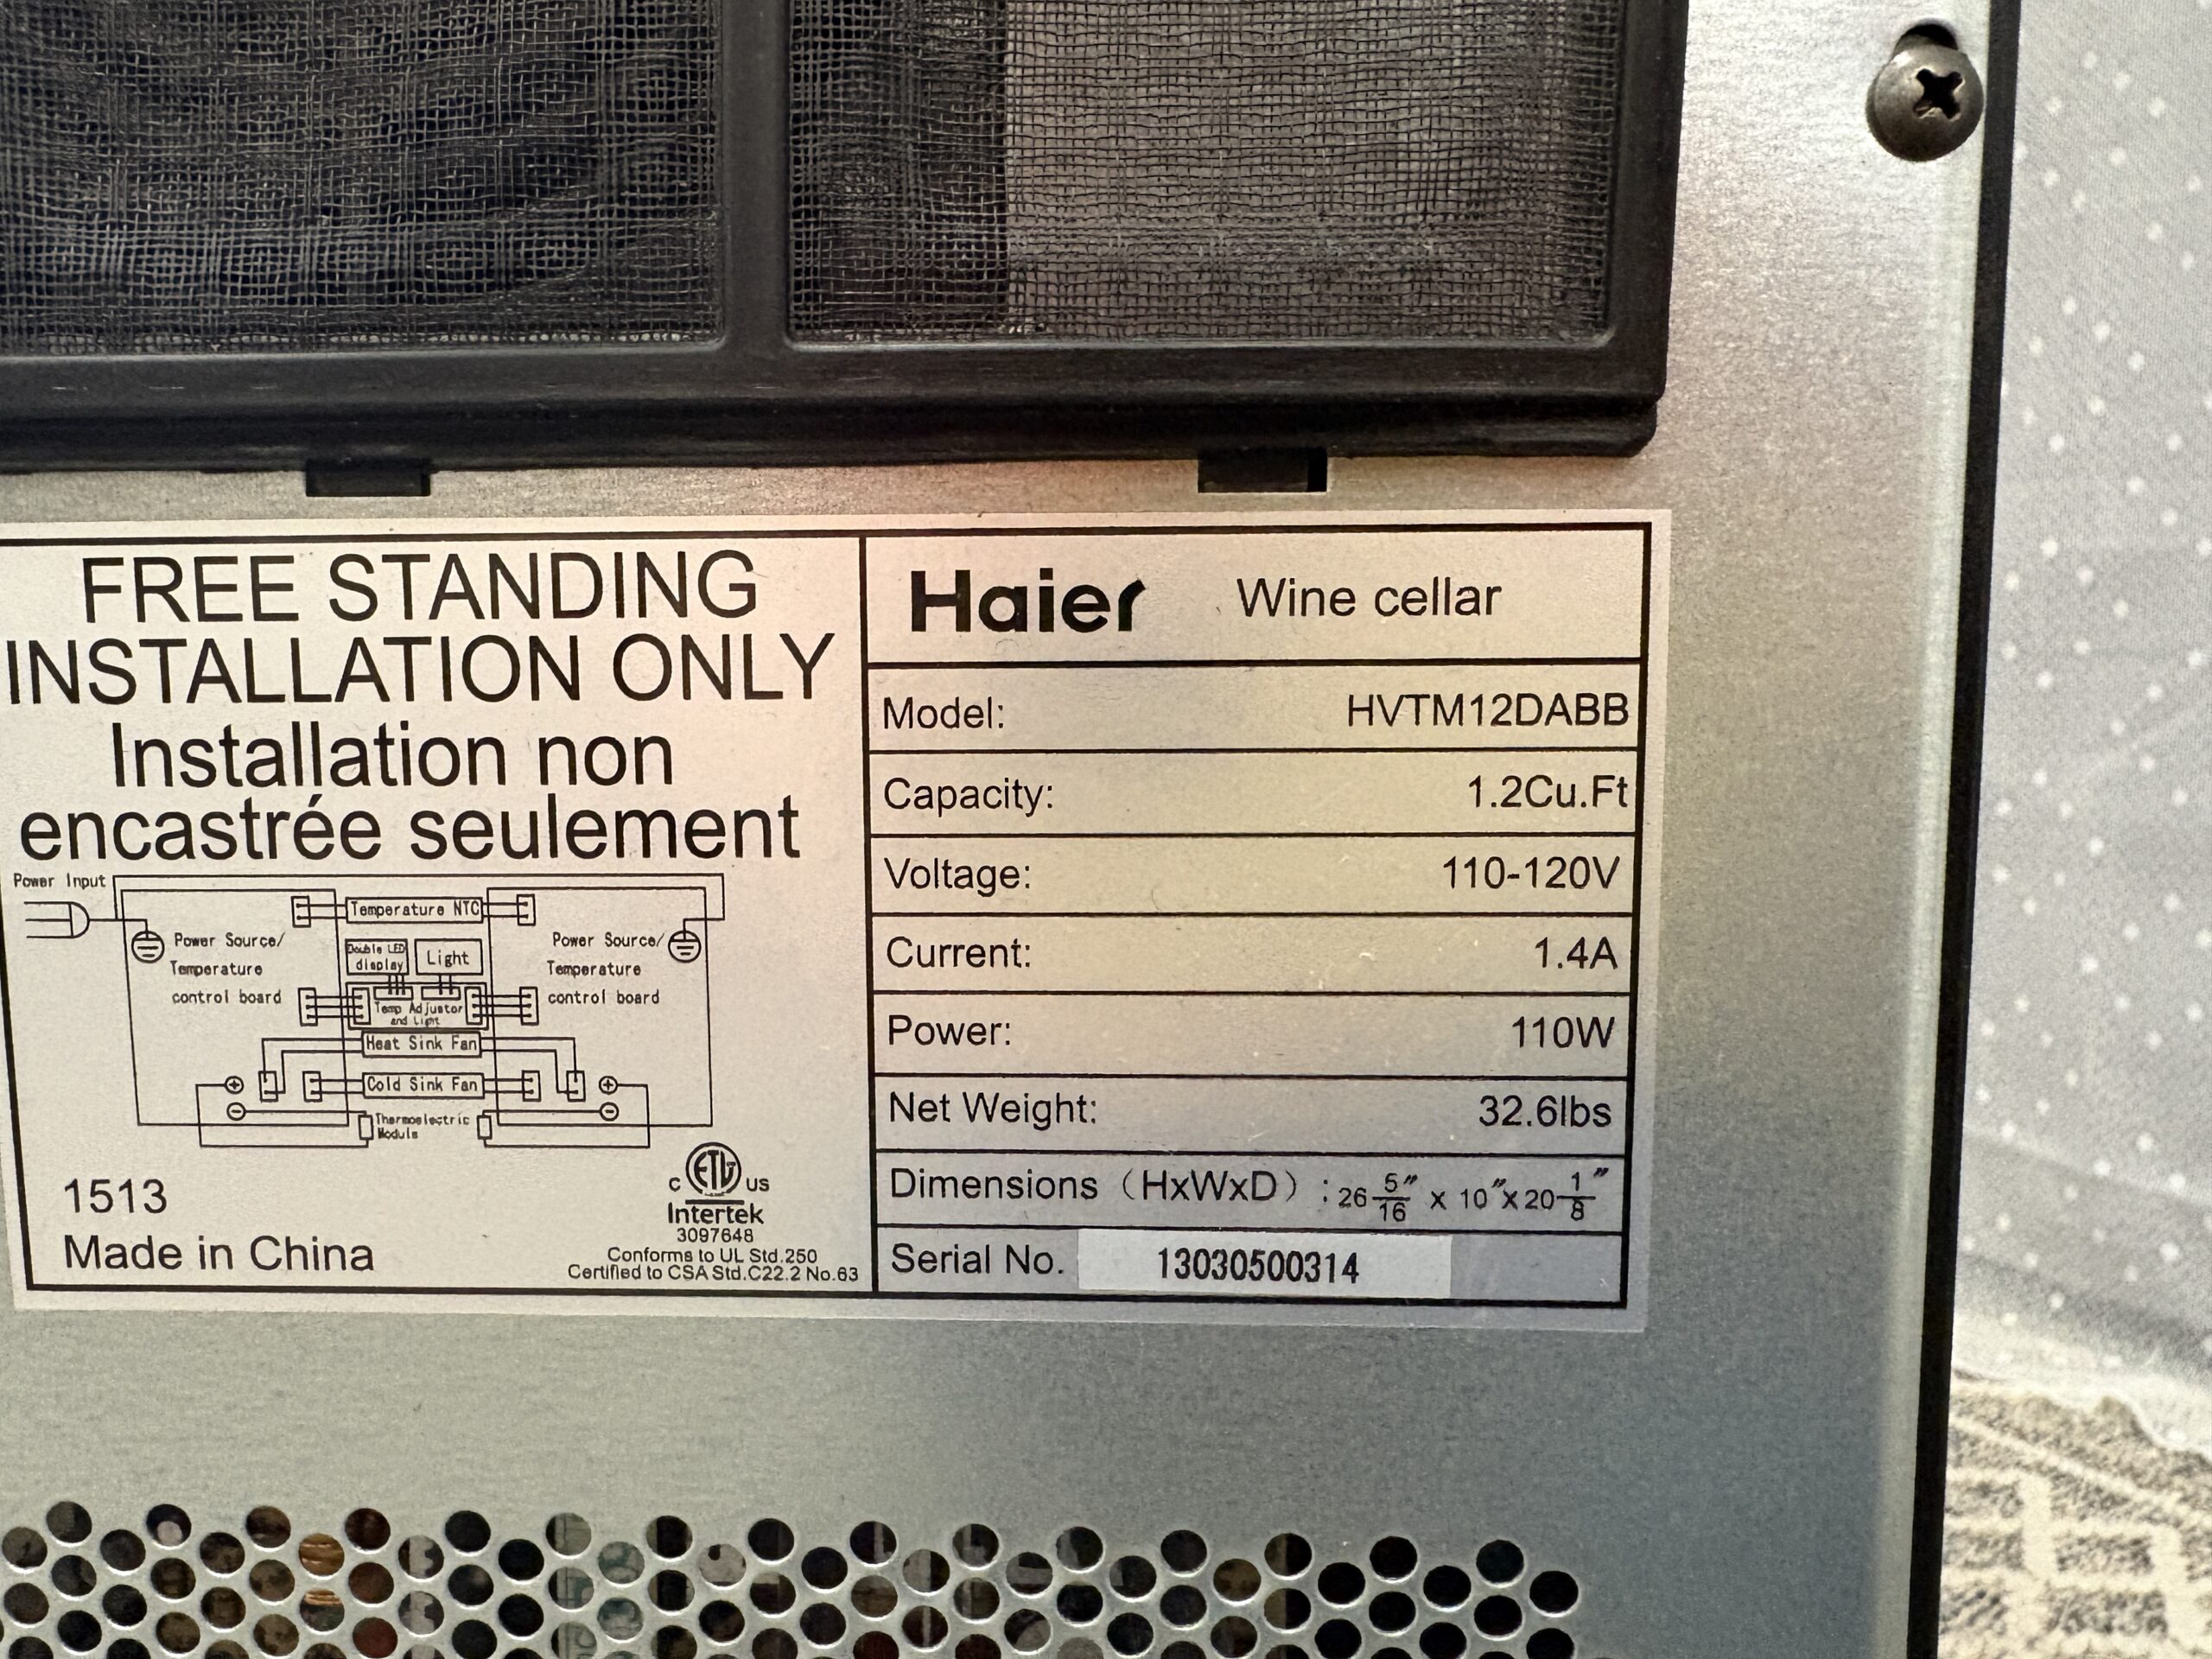 FREE STANDING
INSTALLATION ONLY
Installation non
encastrée seulement
Power Input
Temperature NTC
Power Source/
Temperature
control board
Double LED
display
Light
Power Source/
Temperature
control board
Temp Adjustor
and Light
Heat Sink Fan
Cold Sink Fan
Thermoelectric
Module
1513
Made in China
C ETL US
Intertek
3097648
Conforms to UL Std.250
Certified to CSA Std.C22.2 No.63
Haier Wine cellar
Model: HVTM12DABB
Capacity: 1.2Cu.Ft
Voltage: 110-120V
Current: 1.4A
Power: 110W
Net Weight: 32.6lbs
Dimensions (HxWxD) : 26 5/16" x 10" x 20 1/8"
Serial No. 13030500314